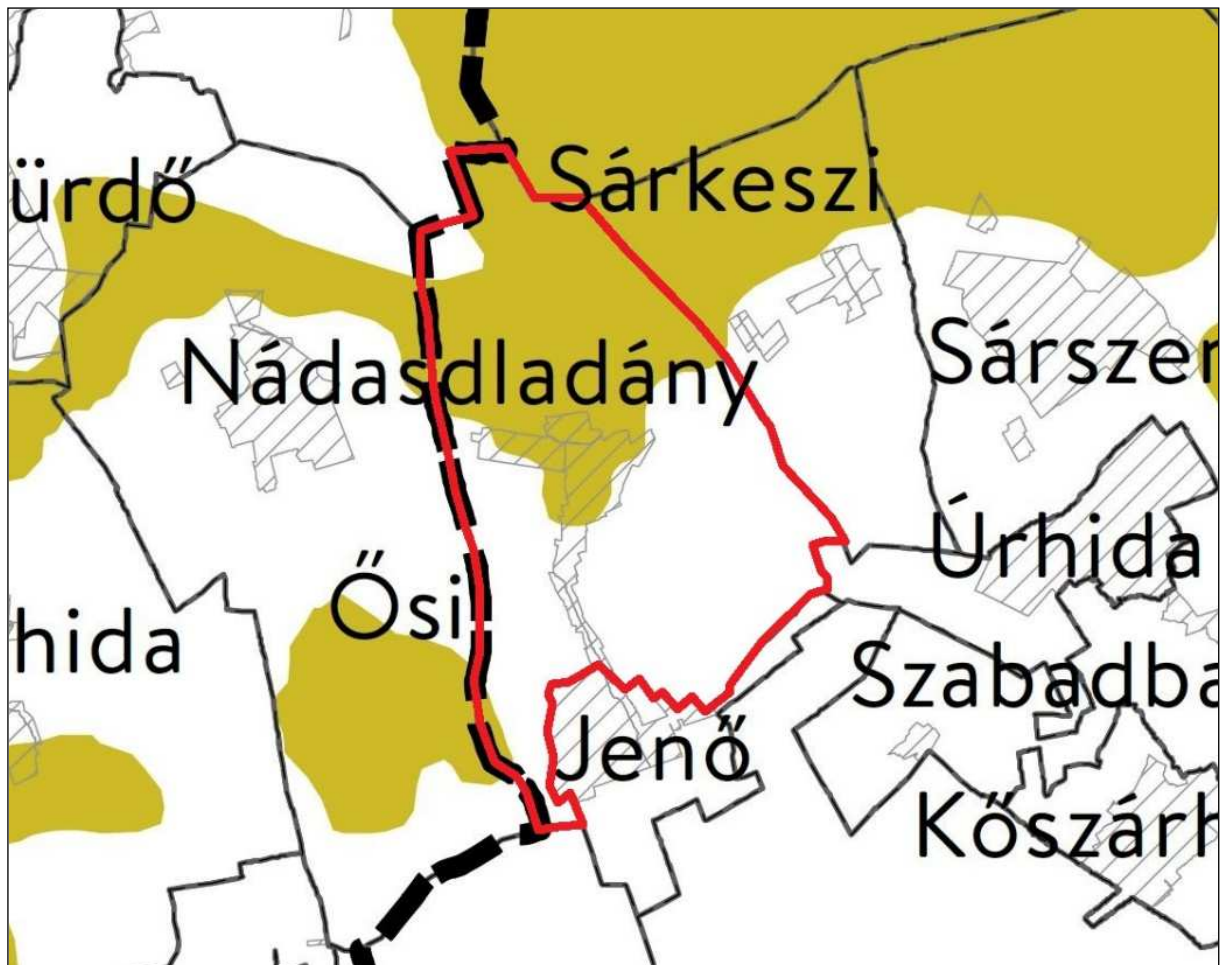 Sárkeszi
ürdő
Nádasdladány
Sárszer
Úrhida
Ősi
hida
Szabadba
Jenő
Kőszárh